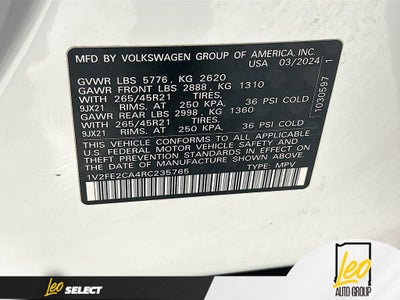 MFD BY VOLKSWAGEN GROUP OF AMERICA, INC.
USA 03/2024
GVWR LBS 5776, KG 2620
GAWR FRONT LBS 2888, KG 1310
WITH 265/45R21 TIRES.
9JX21 RIMS. AT 250 KPA. 36 PSI COLD
GAWR REAR LBS 2998, KG 1360
WITH 265/45R21 TIRES.
9JX21 RIMS. AT 250 KPA. 36 PSI COLD
THIS VEHICLE CONFORMS TO ALL APPLICABLE
U.S. FEDERAL MOTOR VEHICLE SAFETY AND
THEFT PREVENTION STANDARDS IN EFFECT ON
THE DATE OF MANUFACTURE SHOWN ABOVE.
1V2FE2CA4RC235765 TYPE: MPV
1030597 1
Leo SELECT
Leo
AUTO GROUP